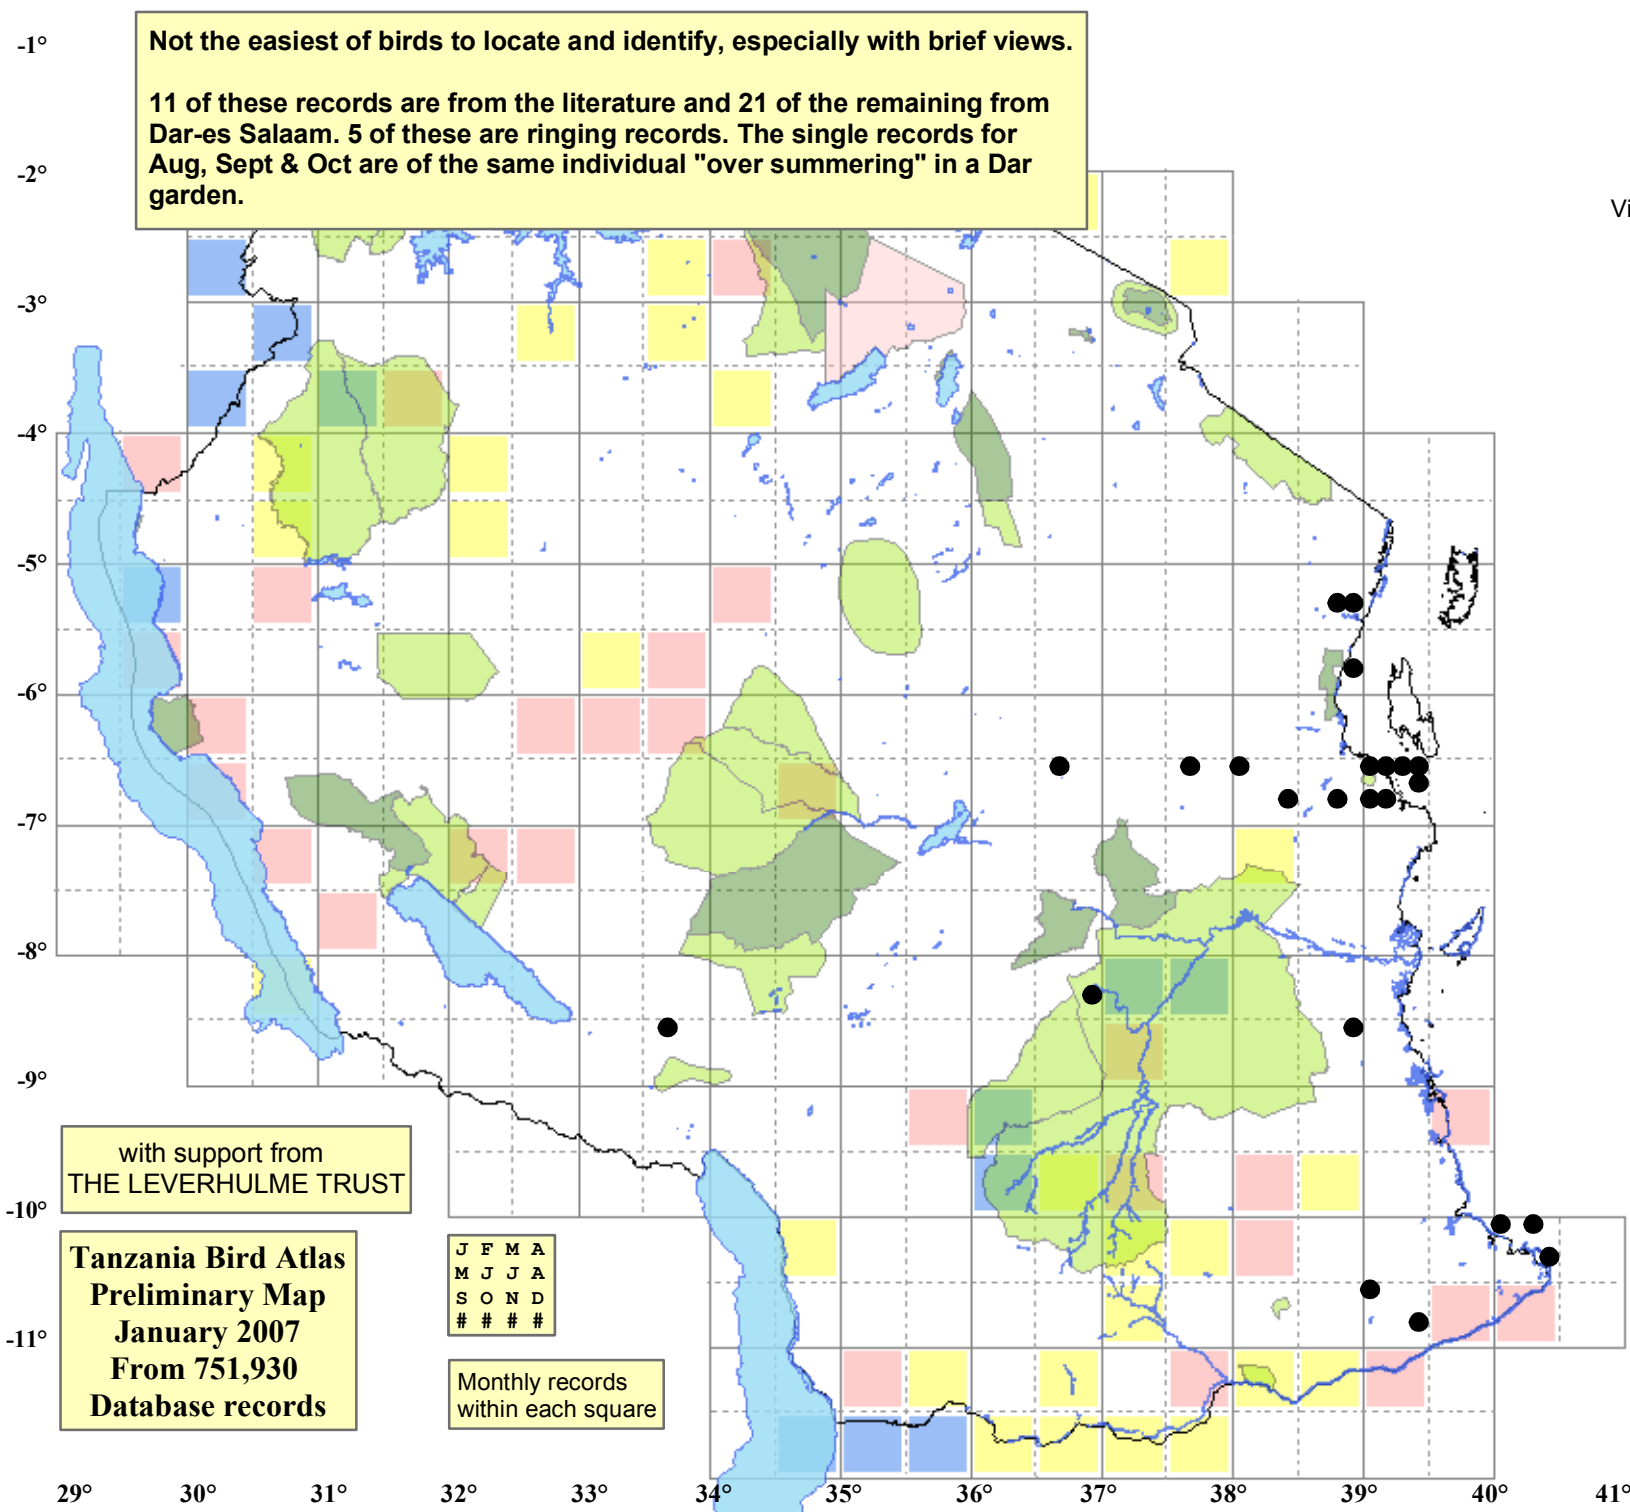 Not the easiest of birds to locate and identify, especially with brief views.
11 of these records are from the literature and 21 of the remaining from
Dar-es Salaam. 5 of these are ringing records. The single records for
Aug, Sept & Oct are of the same individual "over summering" in a Dar
garden.
Vi
-1°
-2°
-3°
-4°
-5°
-6°
-7°
-8°
-9°
-10°
-11°
with support from
THE LEVERHULME TRUST
Tanzania Bird Atlas
Preliminary Map
January 2007
From 751,930
Database records
J F M A
M J J A
S O N D
# # # #
Monthly records
within each square
29° 30° 31° 32° 33° 34° 35° 36° 37° 38° 39° 40° 41°